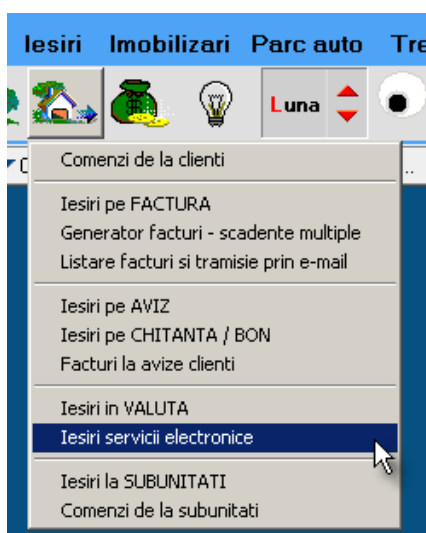 Iesiri Imobilizari Parc auto Tre
Luna
Comenzi de la clienti
..
Iesiri pe FACTURA
Generator facturi - scadente multiple
Listare facturi si tramisie prin e-mail
Iesiri pe AVIZ
Iesiri pe CHITANTA / BON
Facturi la avize clienti
Iesiri in VALUTA
Iesiri servicii electronice
Iesiri la SUBUNITATI
Comenzi de la subunitati